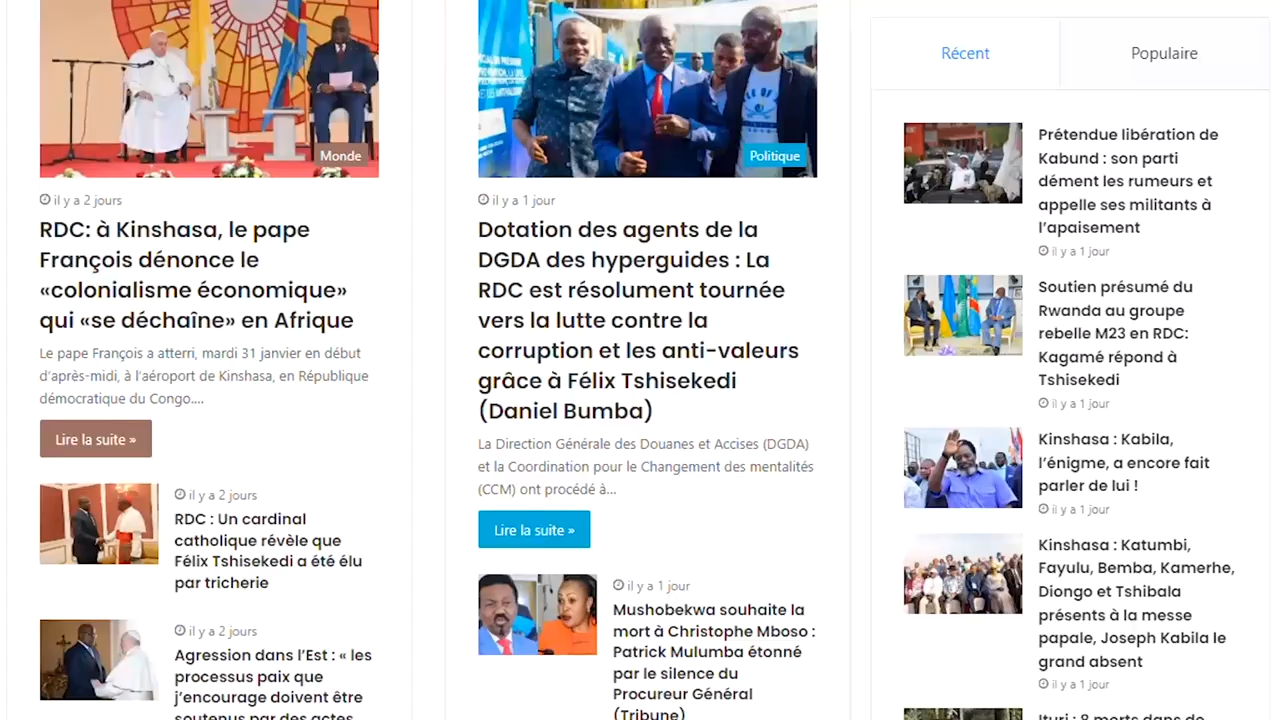 Monde
il y a 2 jours
RDC: à Kinshasa, le pape
François dénonce le
«colonialisme économique»
qui «se déchaîne» en Afrique
Le pape François a atterri, mardi 31 janvier en début
d'après-midi, à l'aéroport de Kinshasa, en République
démocratique du Congo....
Lire la suite »
il y a 2 jours
RDC : Un cardinal
catholique révèle que
Félix Tshisekedi a été élu
par tricherie
il y a 2 jours
Agression dans l'Est : « les
processus paix que
j'encourage doivent être
soutenus par des actes
Politique
il y a 1 jour
Dotation des agents de la
DGDA des hyperguides : La
RDC est résolument tournée
vers la lutte contre la
corruption et les anti-valeurs
grâce à Félix Tshisekedi
(Daniel Bumba)
La Direction Générale des Douanes et Accises (DGDA)
et la Coordination pour le Changement des mentalités
(CCM) ont procédé à...
Lire la suite »
il y a 1 jour
Mushobekwa souhaite la
mort à Christophe Mboso :
Patrick Mulumba étonné
par le silence du
Procureur Général
(Tribune)
Récent
Populaire
Prétendue libération de
Kabund : son parti
dément les rumeurs et
appelle ses militants à
l'apaisement
il y a 1 jour
Soutien présumé du
Rwanda au groupe
rebelle M23 en RDC:
Kagamé répond à
Tshisekedi
il y a 1 jour
Kinshasa : Kabila,
l'énigme, a encore fait
parler de lui !
il y a 1 jour
Kinshasa : Katumbi,
Fayulu, Bemba, Kamerhe,
Diongo et Tshibala
présents à la messe
papale, Joseph Kabila le
grand absent
il y a 1 jour
Ituri : 8 morts dans de